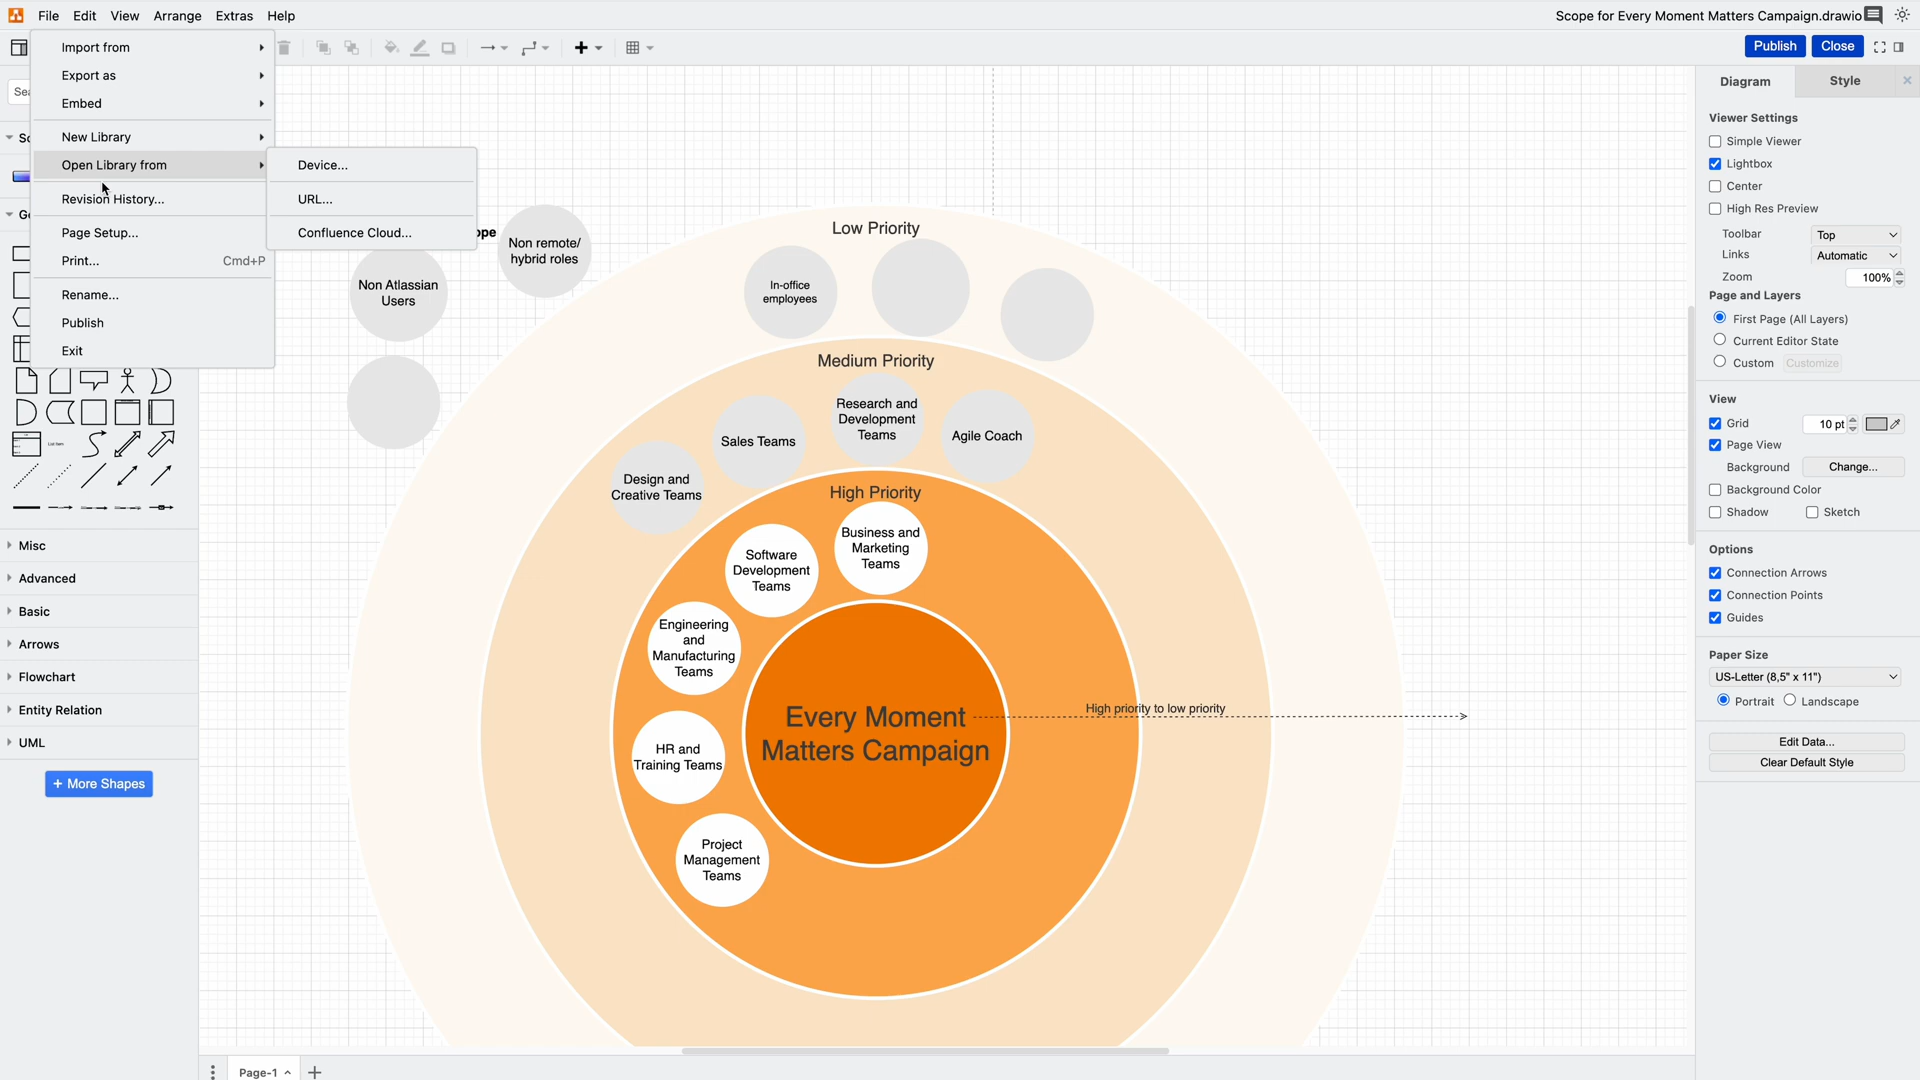 File Edit View Arrange Extras Help
Scope for Every Moment Matters Campaign.drawio
Publish Close
Import from
Export as
Embed
New Library
Open Library from
Revision History...
Page Setup...
Print... Cmd+P
Rename...
Publish
Exit
Device...
URL...
Confluence Cloud...
Sea
Sc
Ge
List Item
Misc
Advanced
Basic
Arrows
Flowchart
Entity Relation
UML
+ More Shapes
ope
Non remote/
hybrid roles
Non Atlassian
Users
Low Priority
In-office
employees
Medium Priority
Research and
Development
Teams
Sales Teams
Agile Coach
Design and
Creative Teams
High Priority
Business and
Marketing
Teams
Software
Development
Teams
Engineering
and
Manufacturing
Teams
HR and
Training Teams
Project
Management
Teams
Every Moment
Matters Campaign
High priority to low priority
Page-1
Diagram Style
Viewer Settings
Simple Viewer
Lightbox
Center
High Res Preview
Toolbar Top
Links Automatic
Zoom 100%
Page and Layers
First Page (All Layers)
Current Editor State
Custom Customize
View
Grid 10 pt
Page View
Background Change...
Background Color
Shadow Sketch
Options
Connection Arrows
Connection Points
Guides
Paper Size
US-Letter (8,5" x 11")
Portrait Landscape
Edit Data...
Clear Default Style